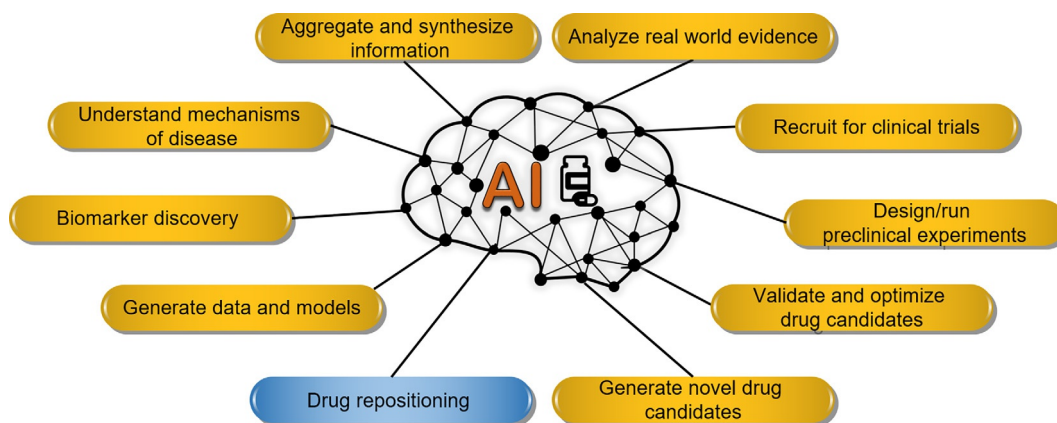 Aggregate and synthesize
information
Analyze real world evidence
Understand mechanisms
of disease
Recruit for clinical trials
AI
Biomarker discovery
Design/run
preclinical experiments
Generate data and models
Validate and optimize
drug candidates
Drug repositioning
Generate novel drug
candidates